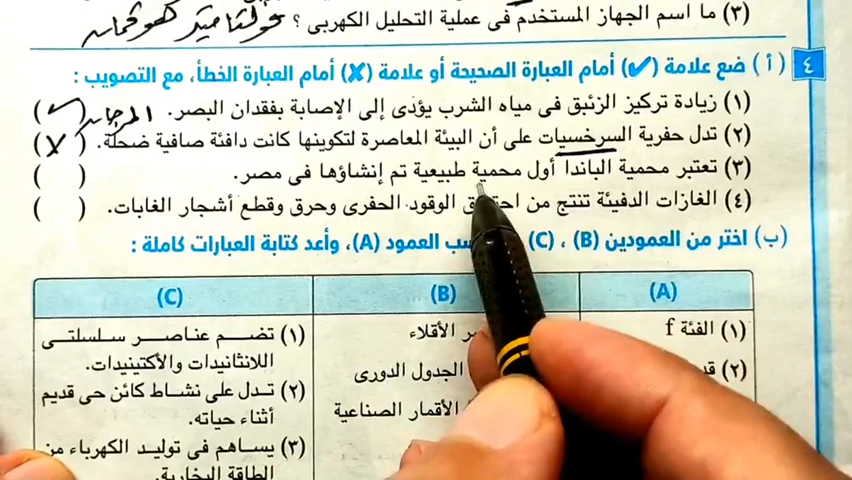 (٣) ما اسم الجهاز المستخدم فى عملية التحليل الكهربى ؟ ڤولتامتر هوفمان
٤ (أ) ضع علامة (✔) أمام العبارة الصحيحة أو علامة (✘) أمام العبارة الخطأ، مع التصويب :
(١) زيادة تركيز الزئبق فى مياه الشرب يؤدى إلى الإصابة بفقدان البصر. (✓)
المرجان
(٢) تدل حفرية السرخسيات على أن البيئة المعاصرة لتكوينها كانت دافئة صافية ضحلة. (X)
(٣) تعتبر محمية الباندا أول محمية طبيعية تم إنشاؤها فى مصر. ( )
(٤) الغازات الدفيئة تنتج من الوقود الحفرى وحرق وقطع أشجار الغابات. ( )
(ب) اختر من العمودين (B) ، (C) العمود (A)، وأعد كتابة العبارات كاملة :
(A) (B) (C)
(١) الفئة f الأقلاء (١) تضم عناصر سلسلتى
اللانثانيدات والأكتينيدات.
(٢) الجدول الدورى (٢) تدل على نشاط كائن حى قديم
الأقمار الصناعية أثناء حياته.
(٣) يساهم فى توليد الكهرباء من
الطاقة البخارية.